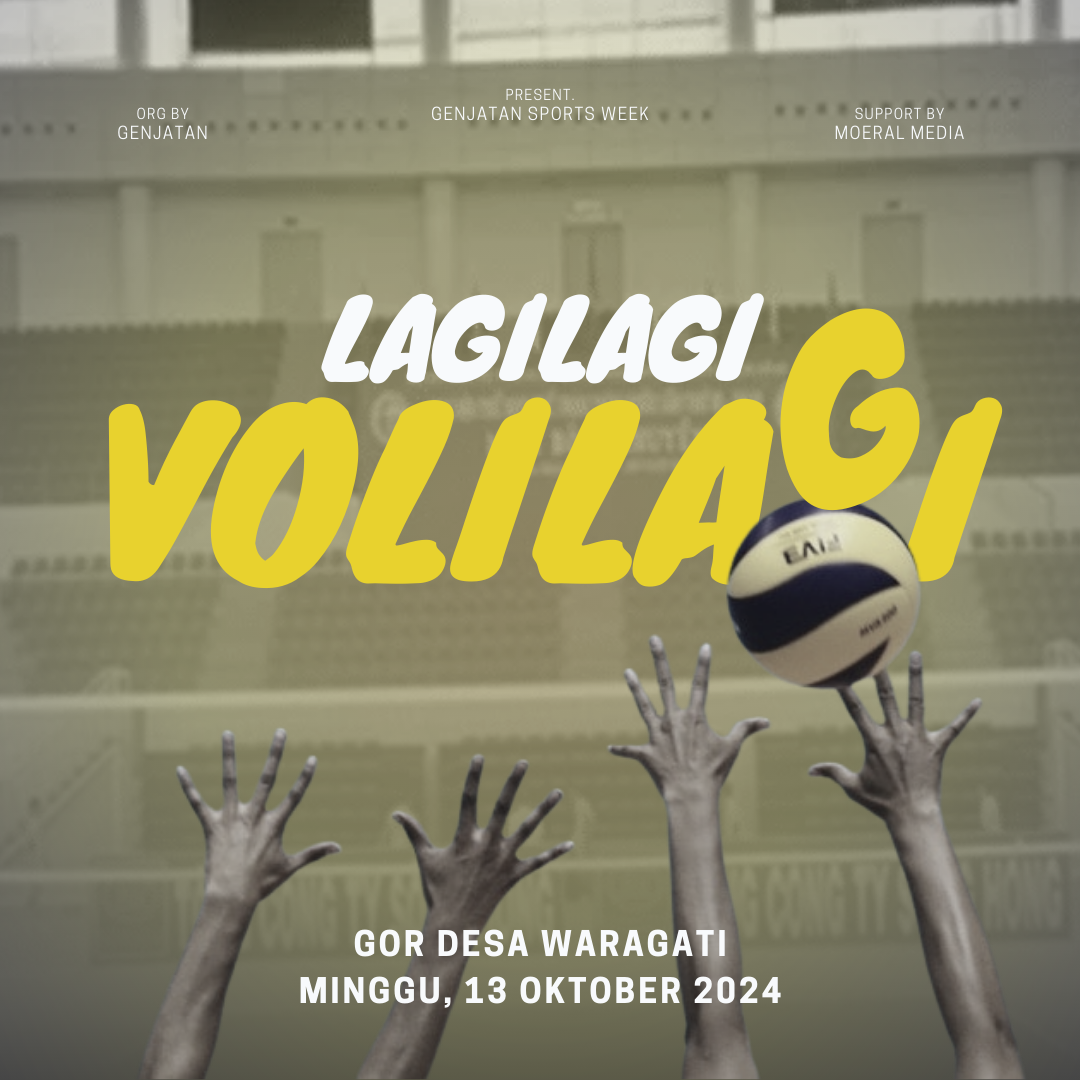 ORG BY
GENJATAN
PRESENT.
GENJATAN SPORTS WEEK
SUPPORT BY
MOERAL MEDIA
LAGILAGI
VOLILAGI
GOR DESA WARAGATI
MINGGU, 13 OKTOBER 2024